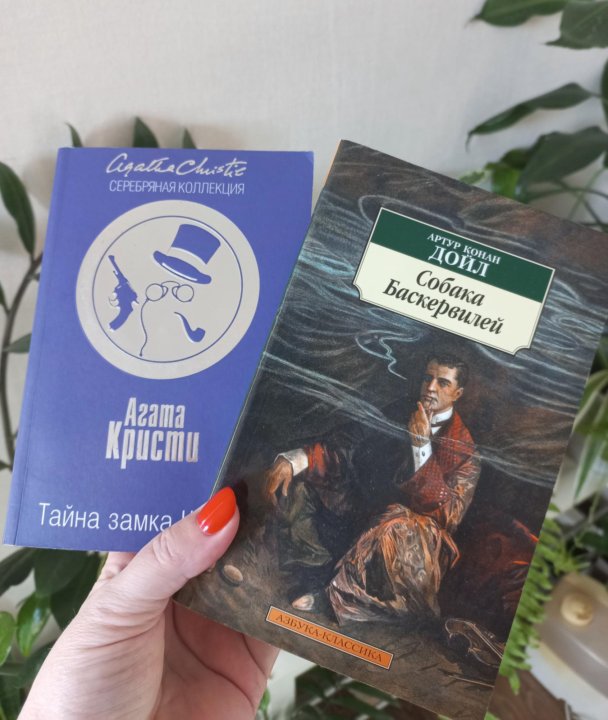 Agatha Christie
СЕРЕБРЯНАЯ КОЛЛЕКЦИЯ
Агата
Кристи
Тайна замка
АРТУР КОНАН
ДОЙЛ
Собака
Баскервилей
АЗБУКА-КЛАССИКА